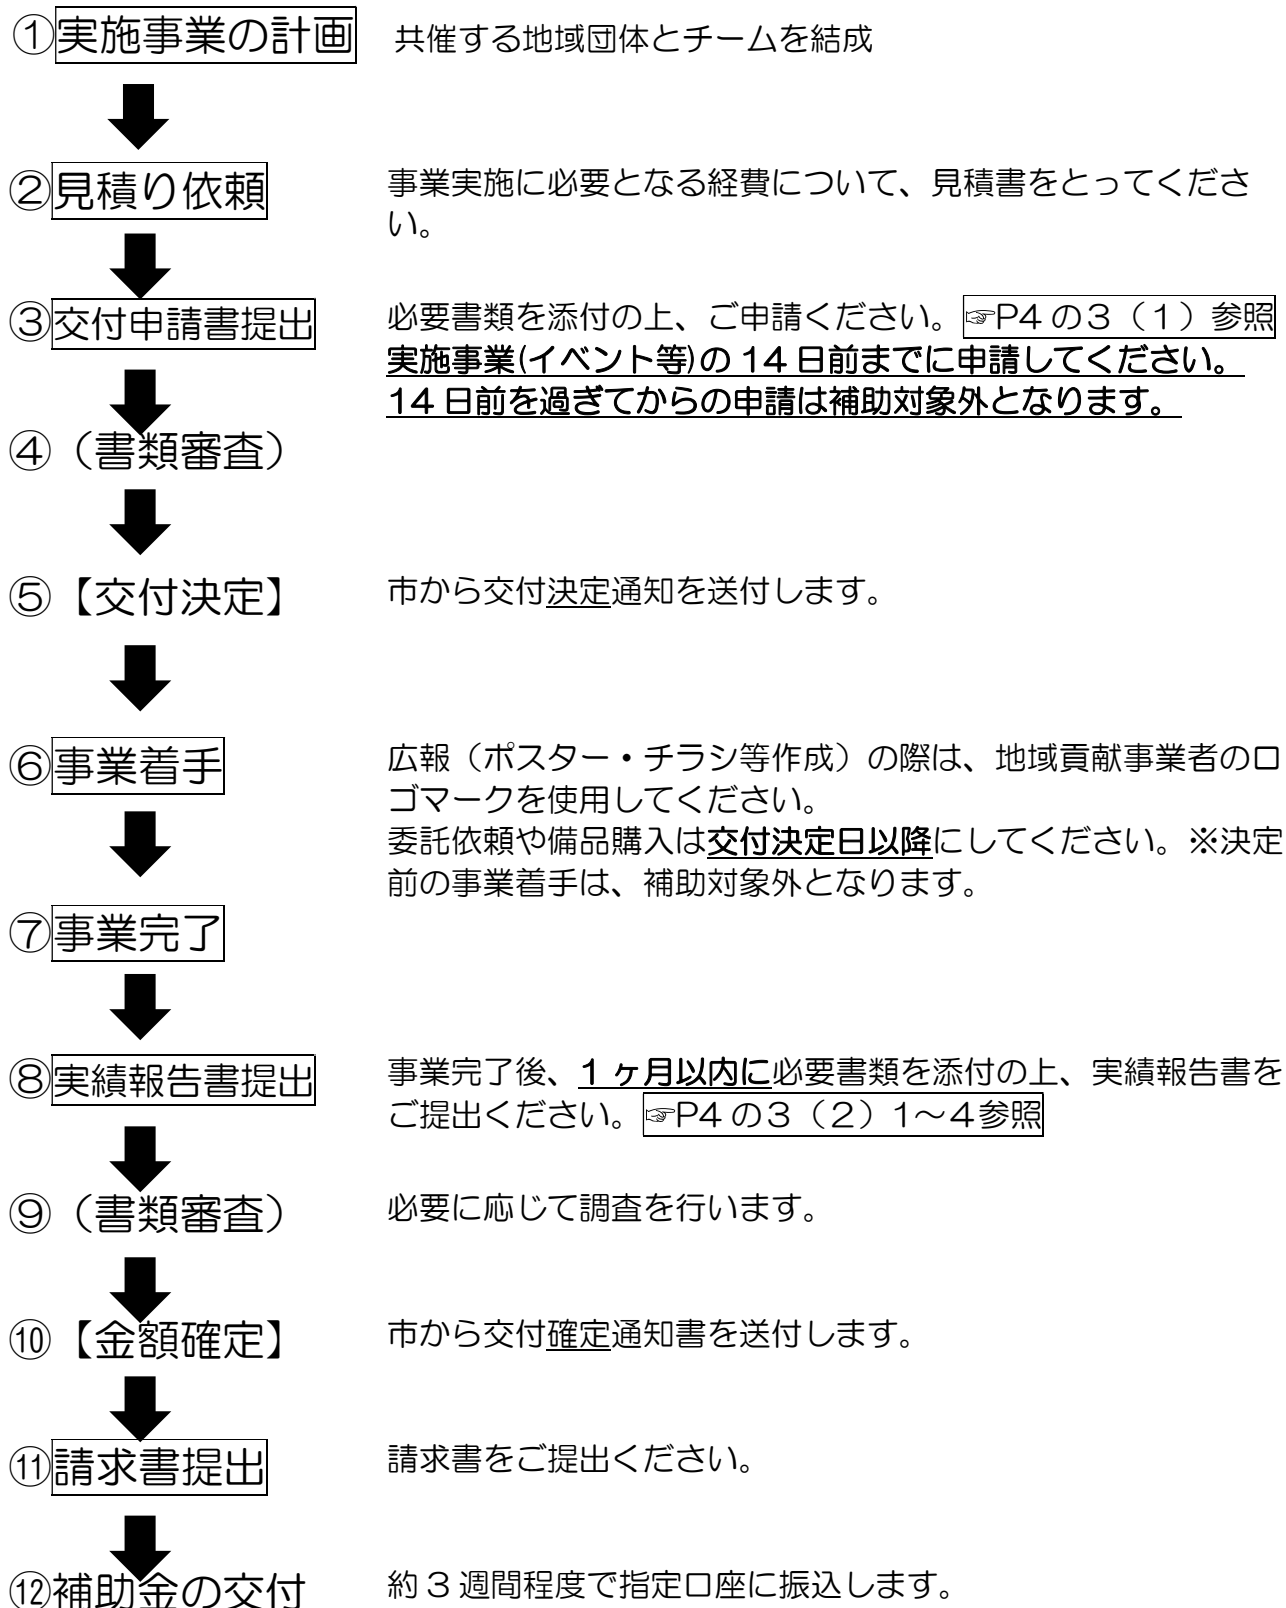 ①実施事業の計画 共催する地域団体とチームを結成
②見積り依頼 事業実施に必要となる経費について、見積書をとってくださ
い。
③交付申請書提出 必要書類を添付の上、ご申請ください。☞P4の3（1）参照
実施事業(イベント等)の 14 日前までに申請してください。
14 日前を過ぎてからの申請は補助対象外となります。
④（書類審査）
⑤【交付決定】 市から交付決定通知を送付します。
⑥事業着手 広報（ポスター・チラシ等作成）の際は、地域貢献事業者のロ
ゴマークを使用してください。
委託依頼や備品購入は交付決定日以降にしてください。※決定
前の事業着手は、補助対象外となります。
⑦事業完了
⑧実績報告書提出 事業完了後、1 ヶ月以内に必要書類を添付の上、実績報告書を
ご提出ください。☞P4の3（2）1～4参照
⑨（書類審査） 必要に応じて調査を行います。
⑩【金額確定】 市から交付確定通知書を送付します。
⑪請求書提出 請求書をご提出ください。
⑫補助金の交付 約 3 週間程度で指定口座に振込します。